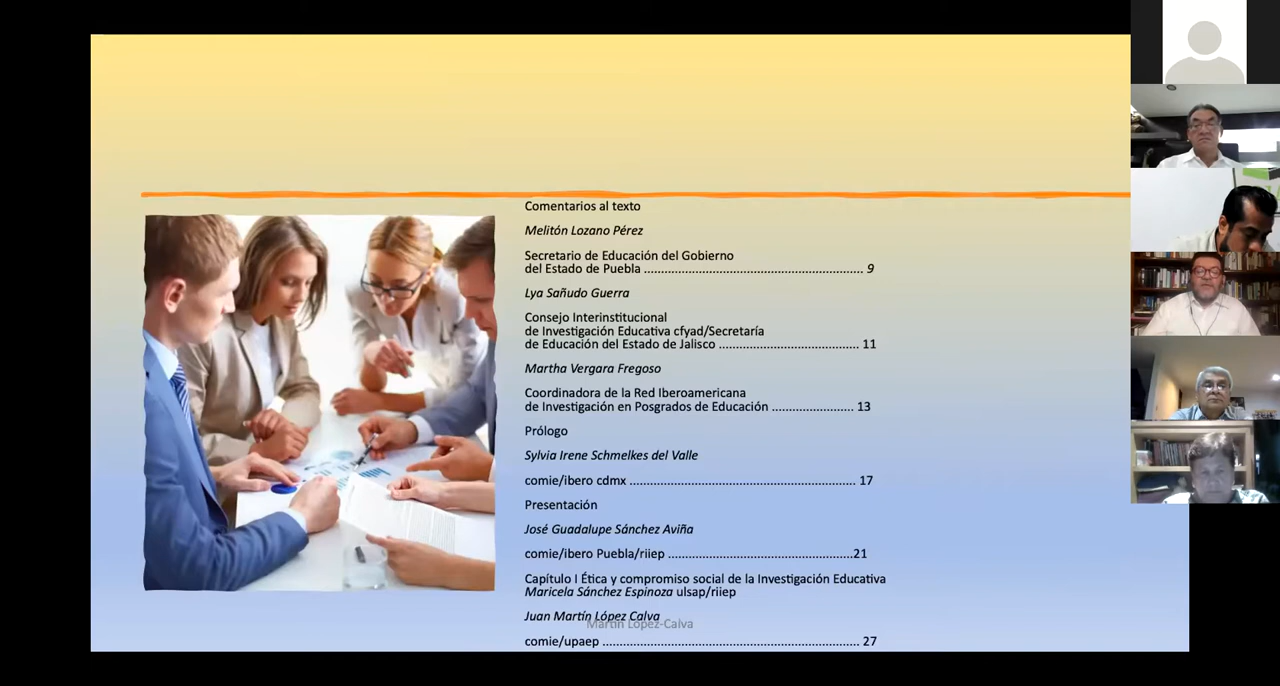 Comentarios al texto
Melitón Lozano Pérez
Secretario de Educación del Gobierno
del Estado de Puebla ................................................................ 9
Lya Sañudo Guerra
Consejo Interinstitucional
de Investigación Educativa cfyad/Secretaría
de Educación del Estado de Jalisco ......................................... 11
Martha Vergara Fregoso
Coordinadora de la Red Iberoamericana
de Investigación en Posgrados de Educación ........................ 13
Prólogo
Sylvia Irene Schmelkes del Valle
comie/ibero cdmx ................................................................... 17
Presentación
José Guadalupe Sánchez Aviña
comie/ibero Puebla/riiep ......................................................21
Capítulo I Ética y compromiso social de la Investigación Educativa
Maricela Sánchez Espinoza ulsap/riiep
Juan Martín López Calva
Martín López-Calva
comie/upaep ........................................................................... 27